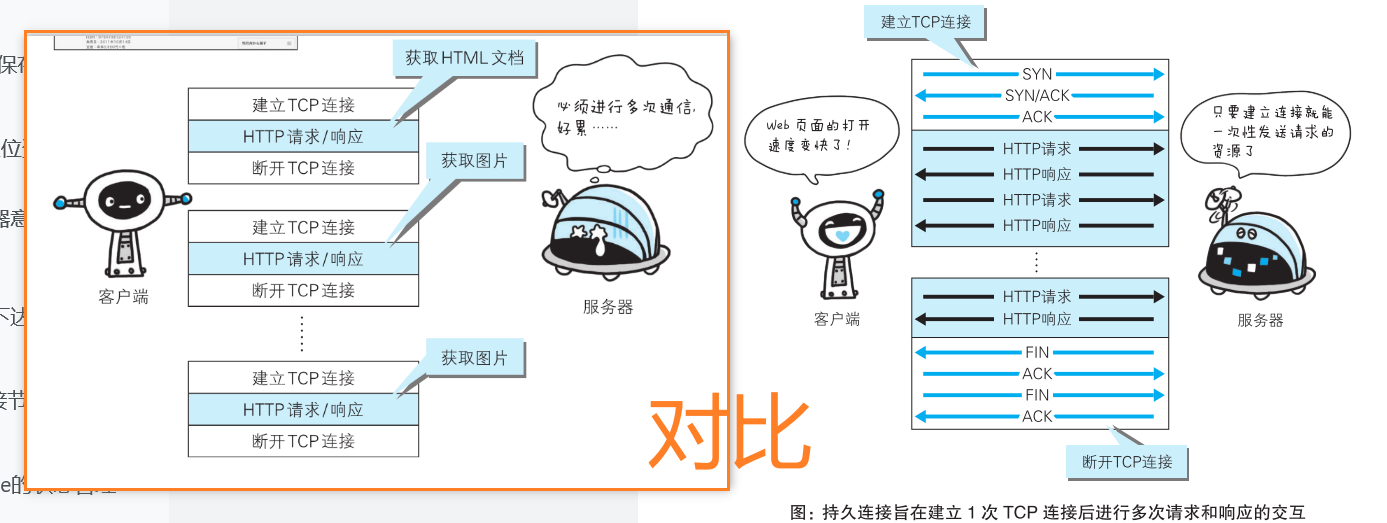 保存
位
器意
下达
接节
e的状态管理
获取HTML文档
建立TCP连接
HTTP请求/响应
断开TCP连接
必须进行多次通信,
好累……
获取图片
建立TCP连接
HTTP请求/响应
断开TCP连接
客户端
服务器
获取图片
建立TCP连接
HTTP请求/响应
断开TCP连接
对比
建立TCP连接
SYN
SYN/ACK
ACK
HTTP请求
HTTP响应
HTTP请求
HTTP响应
Web 页面的打开
速度变快了!
只要建立连接就能
一次性发送请求的
资源了
客户端
服务器
HTTP请求
HTTP响应
FIN
ACK
FIN
ACK
断开TCP连接
图:持久连接旨在建立 1 次 TCP 连接后进行多次请求和响应的交互